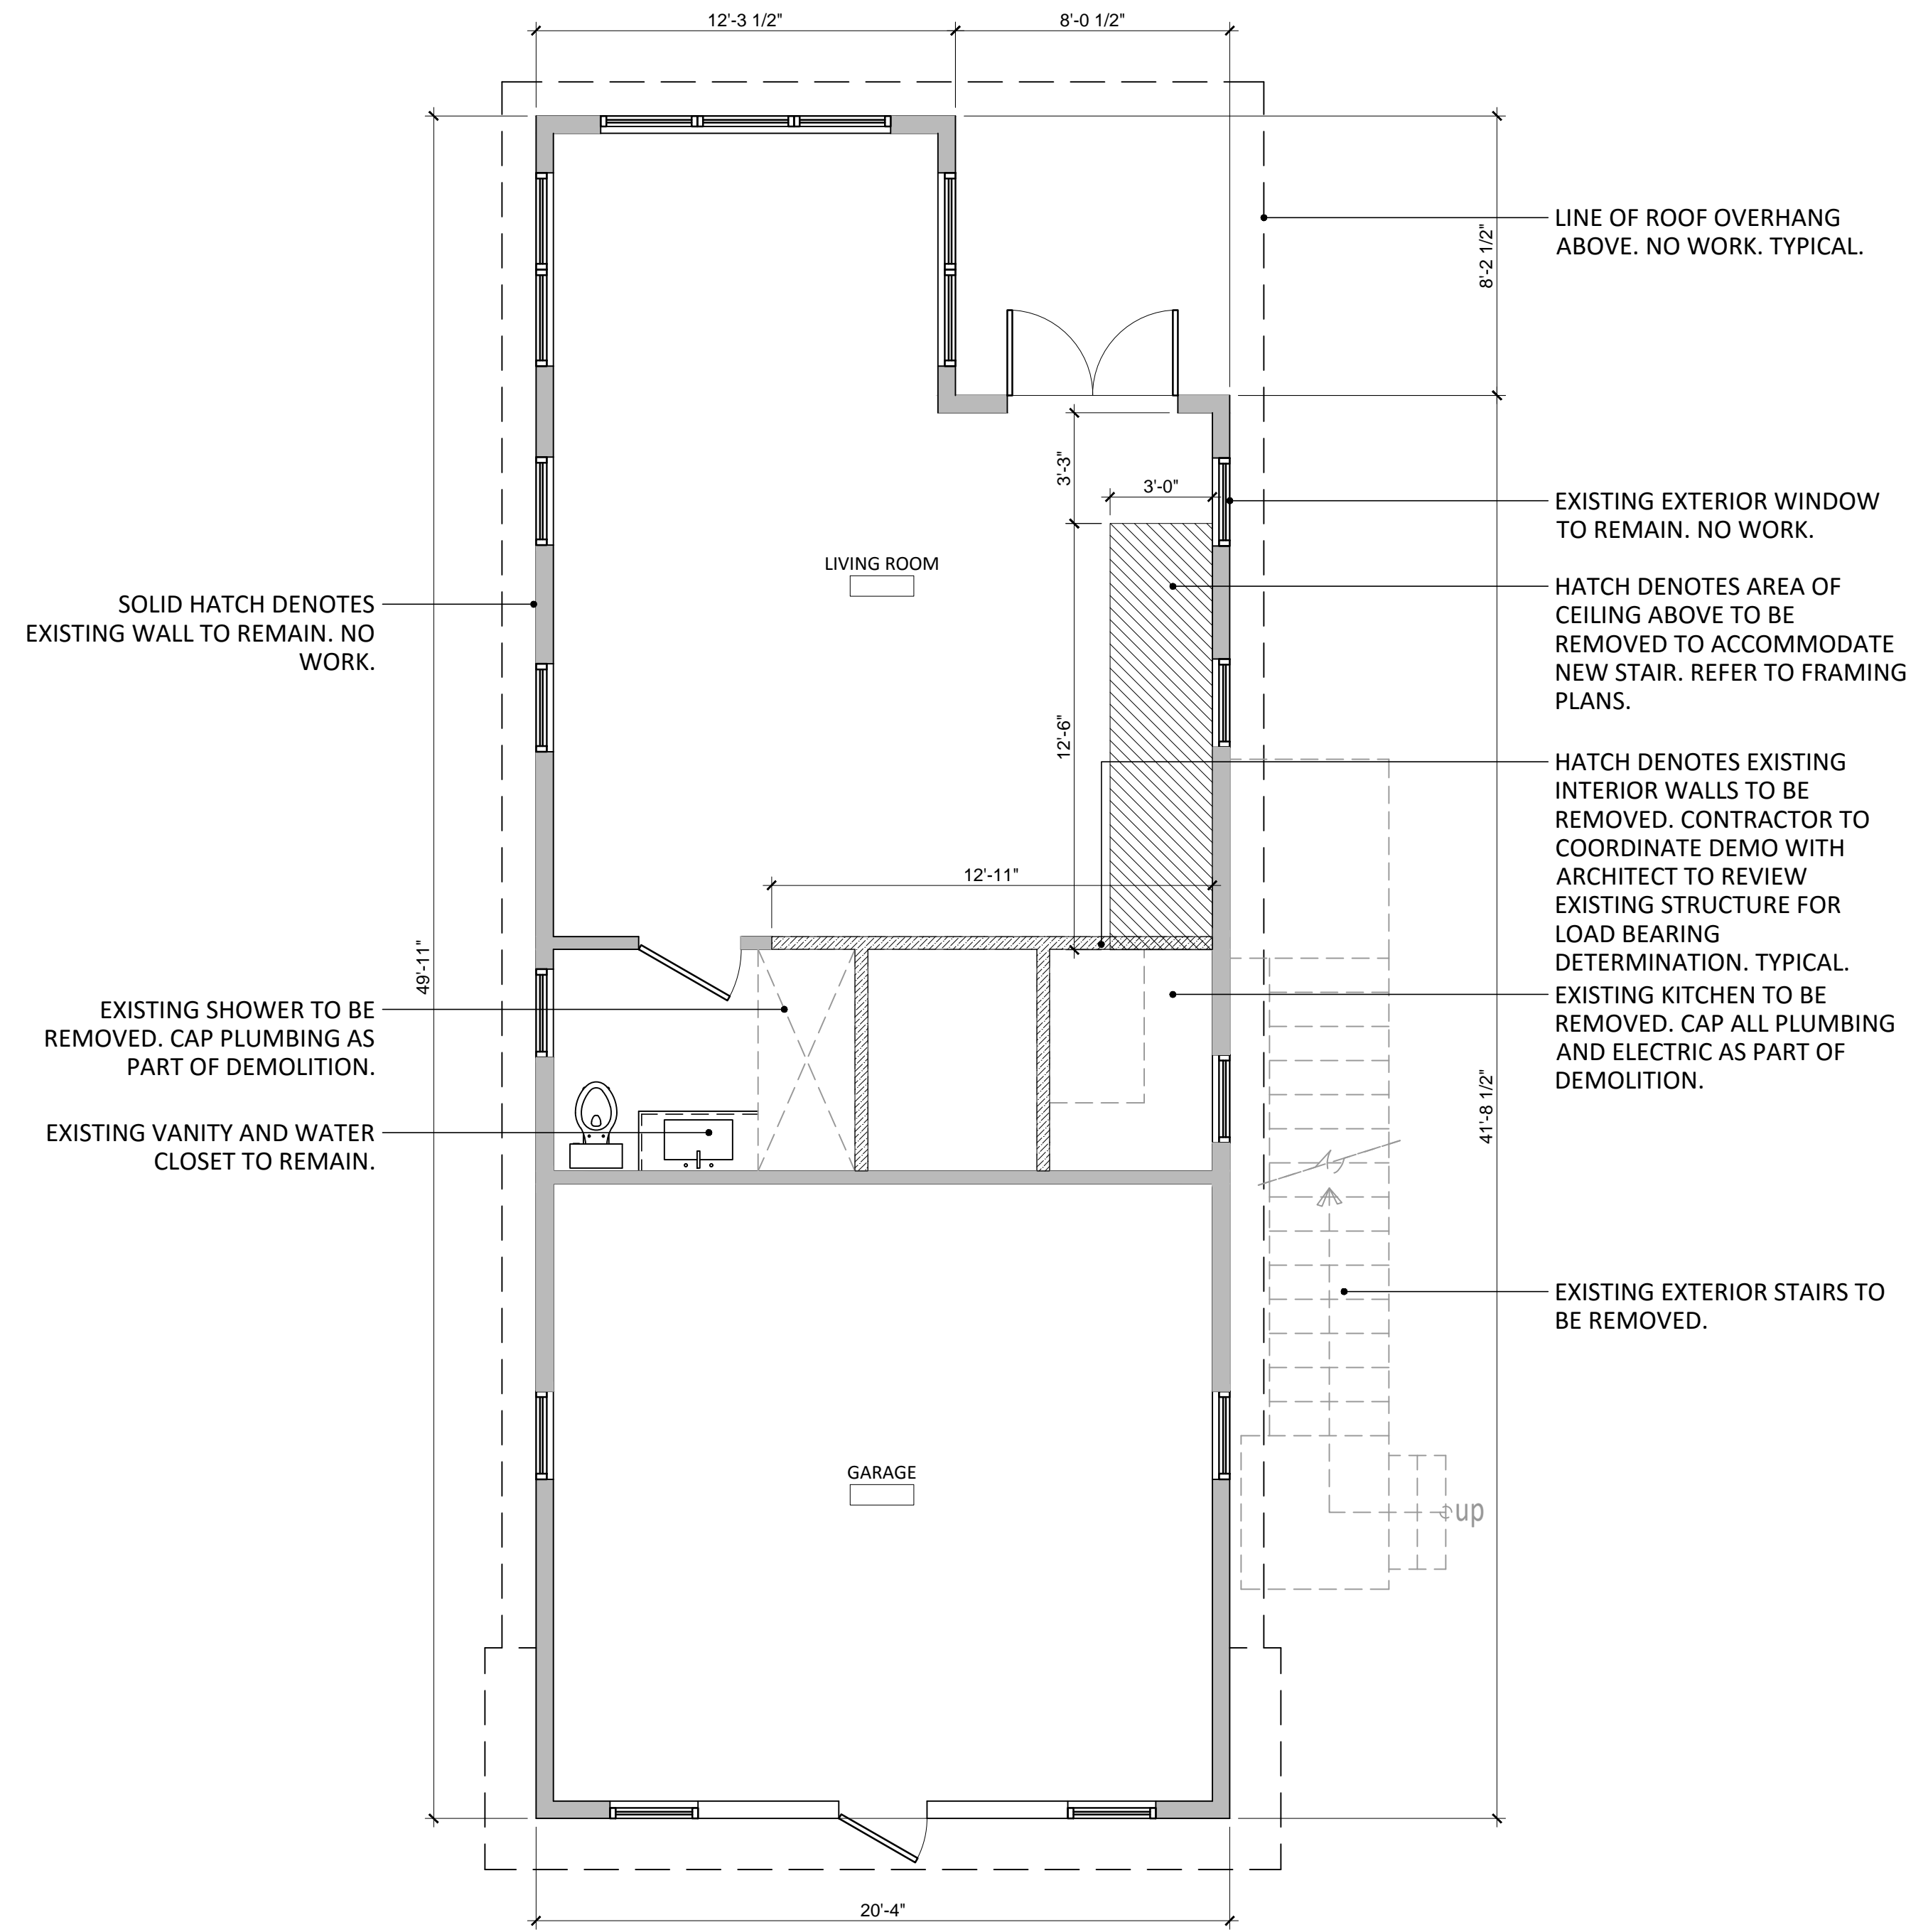 12'-3 1/2"
8'-0 1/2"
LINE OF ROOF OVERHANG
ABOVE. NO WORK. TYPICAL.
8'-2 1/2"
3'-3"
3'-0"
EXISTING EXTERIOR WINDOW
TO REMAIN. NO WORK.
LIVING ROOM
HATCH DENOTES AREA OF
CEILING ABOVE TO BE
REMOVED TO ACCOMMODATE
NEW STAIR. REFER TO FRAMING
PLANS.
SOLID HATCH DENOTES
EXISTING WALL TO REMAIN. NO
WORK.
12'-6"
HATCH DENOTES EXISTING
INTERIOR WALLS TO BE
REMOVED. CONTRACTOR TO
COORDINATE DEMO WITH
ARCHITECT TO REVIEW
EXISTING STRUCTURE FOR
LOAD BEARING
DETERMINATION. TYPICAL.
12'-11"
49'-11"
EXISTING SHOWER TO BE
REMOVED. CAP PLUMBING AS
PART OF DEMOLITION.
EXISTING KITCHEN TO BE
REMOVED. CAP ALL PLUMBING
AND ELECTRIC AS PART OF
DEMOLITION.
41'-8 1/2"
EXISTING VANITY AND WATER
CLOSET TO REMAIN.
EXISTING EXTERIOR STAIRS TO
BE REMOVED.
GARAGE
up
20'-4"